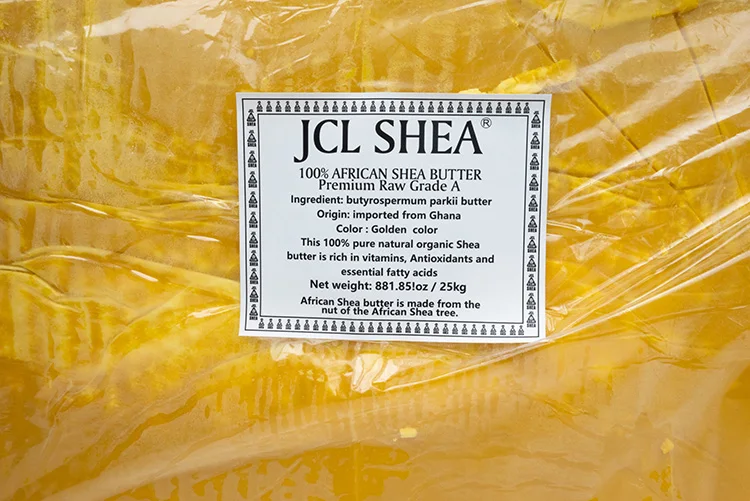 JCL SHEA®
100% AFRICAN SHEA BUTTER
Premium Raw Grade A
Ingredient: butyrospermum parkii butter
Origin: imported from Ghana
Color : Golden color
This 100% pure natural organic Shea
butter is rich in vitamins, Antioxidants and
essential fatty acids
Net weight: 881.85!oz / 25kg
African Shea butter is made from the
nut of the African Shea tree.